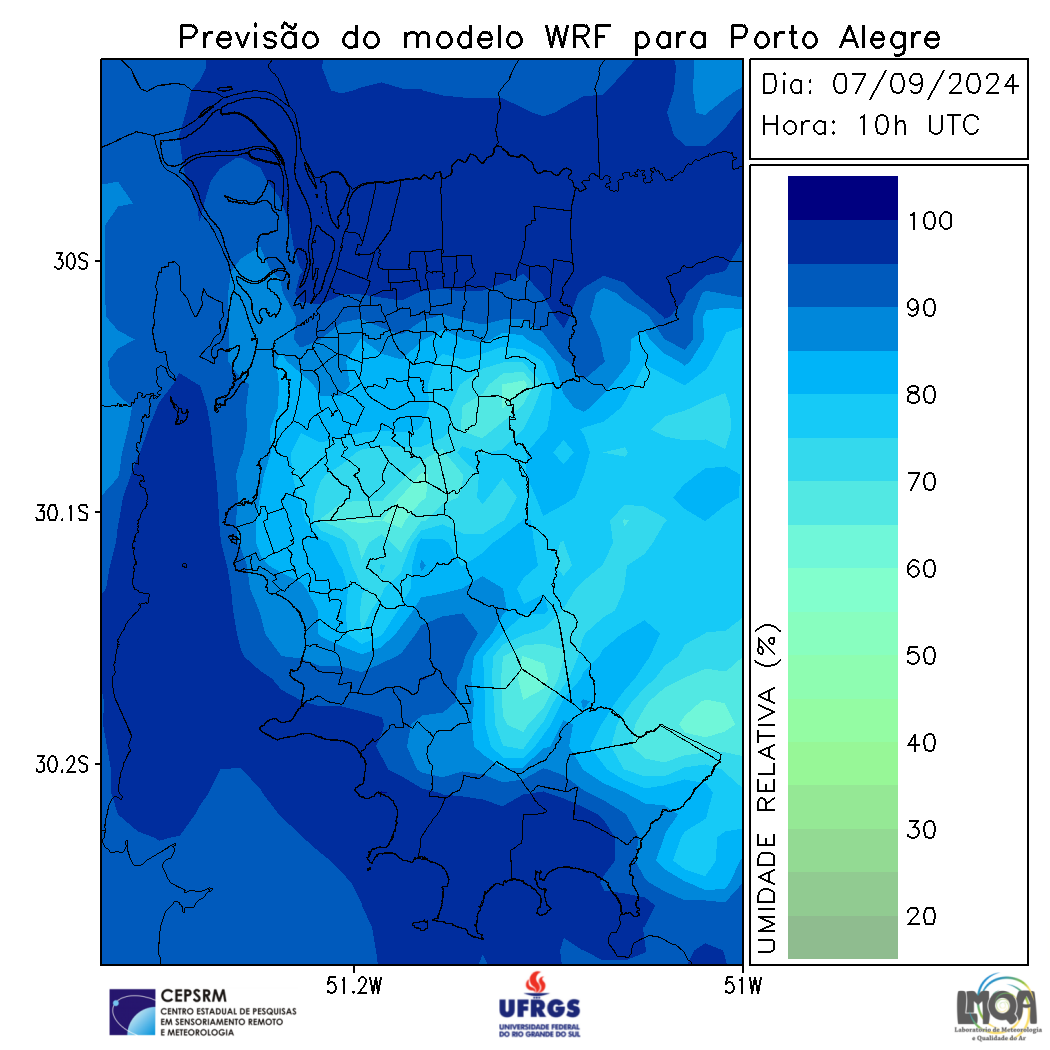 Previsão do modelo WRF para Porto Alegre
Dia: 07/09/2024
Hora: 10h UTC
100
90
80
70
60
50
40
30
20
UMIDADE RELATIVA (%)
30S
30.1S
30.2S
51.2W
51W
CEPSRM
CENTRO ESTADUAL DE PESQUISAS
EM SENSORIAMENTO REMOTO
E METEOROLOGIA
UFRGS
UNIVERSIDADE FEDERAL
DO RIO GRANDE DO SUL
LMQA
Laboratório de Meteorologia
e Qualidade do Ar